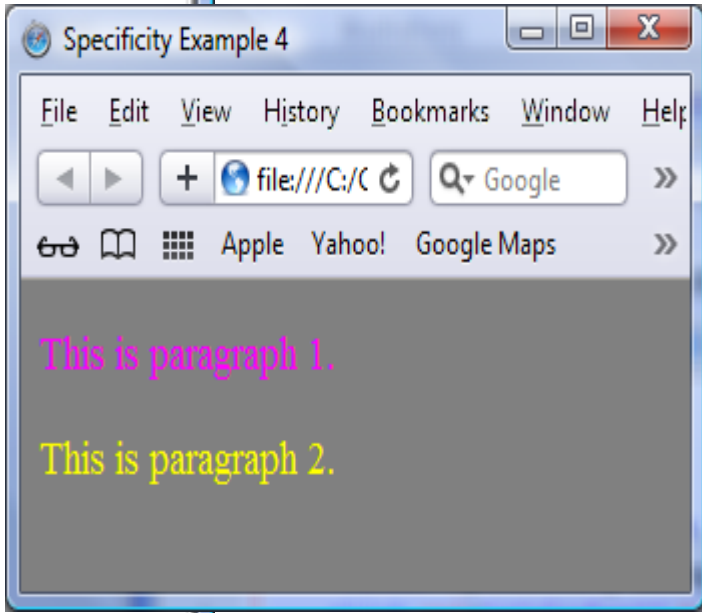 Specificity Example 4
File Edit View History Bookmarks Window Help
+ file:///C:/C Google »
Apple Yahoo! Google Maps »
This is paragraph 1.
This is paragraph 2.